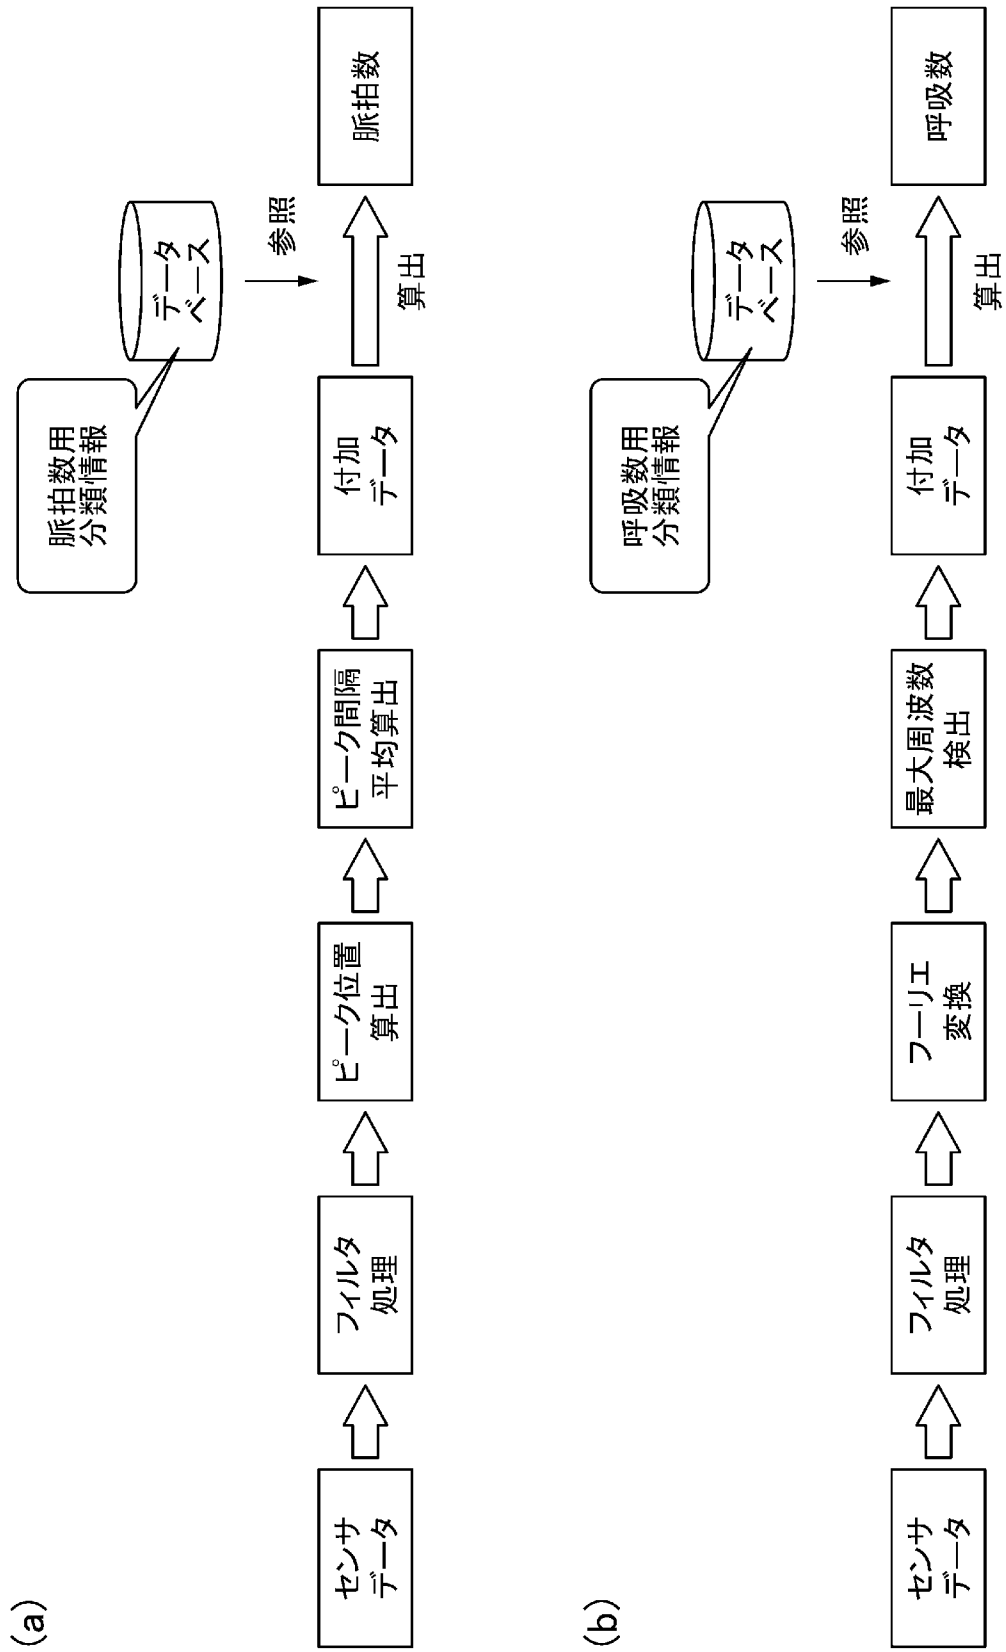 (a)
脈拍数用
分類情報
データ
ベース
参照
センサ
データ
フィルタ
処理
ピーク位置
算出
ピーク間隔
平均算出
付加
データ
算出
脈拍数
(b)
呼吸数用
分類情報
データ
ベース
参照
センサ
データ
フィルタ
処理
フーリエ
変換
最大周波数
検出
付加
データ
算出
呼吸数